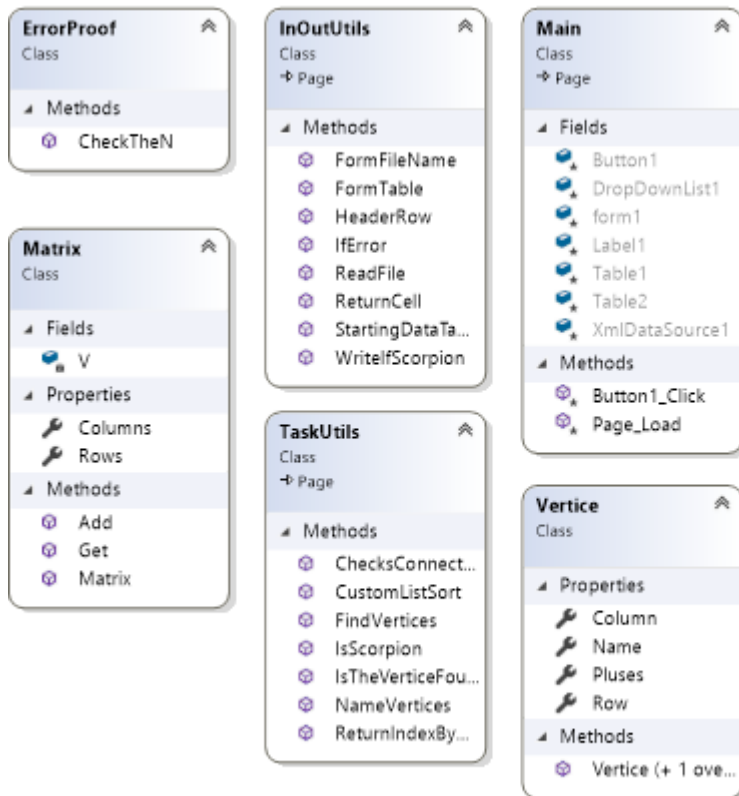 ErrorProof
Class
Methods
CheckTheN
Matrix
Class
Fields
V
Properties
Columns
Rows
Methods
Add
Get
Matrix
InOutUtils
Class
Page
Methods
FormFileName
FormTable
HeaderRow
IfError
ReadFile
ReturnCell
StartingDataTa...
WriteIfScorpion
TaskUtils
Class
Page
Methods
ChecksConnect...
CustomListSort
FindVertices
IsScorpion
IsTheVerticeFou...
NameVertices
ReturnIndexBy...
Main
Class
Page
Fields
Button1
DropDownList1
form1
Label1
Table1
Table2
XmlDataSource1
Methods
Button1_Click
Page_Load
Vertice
Class
Properties
Column
Name
Pluses
Row
Methods
Vertice (+ 1 ove...